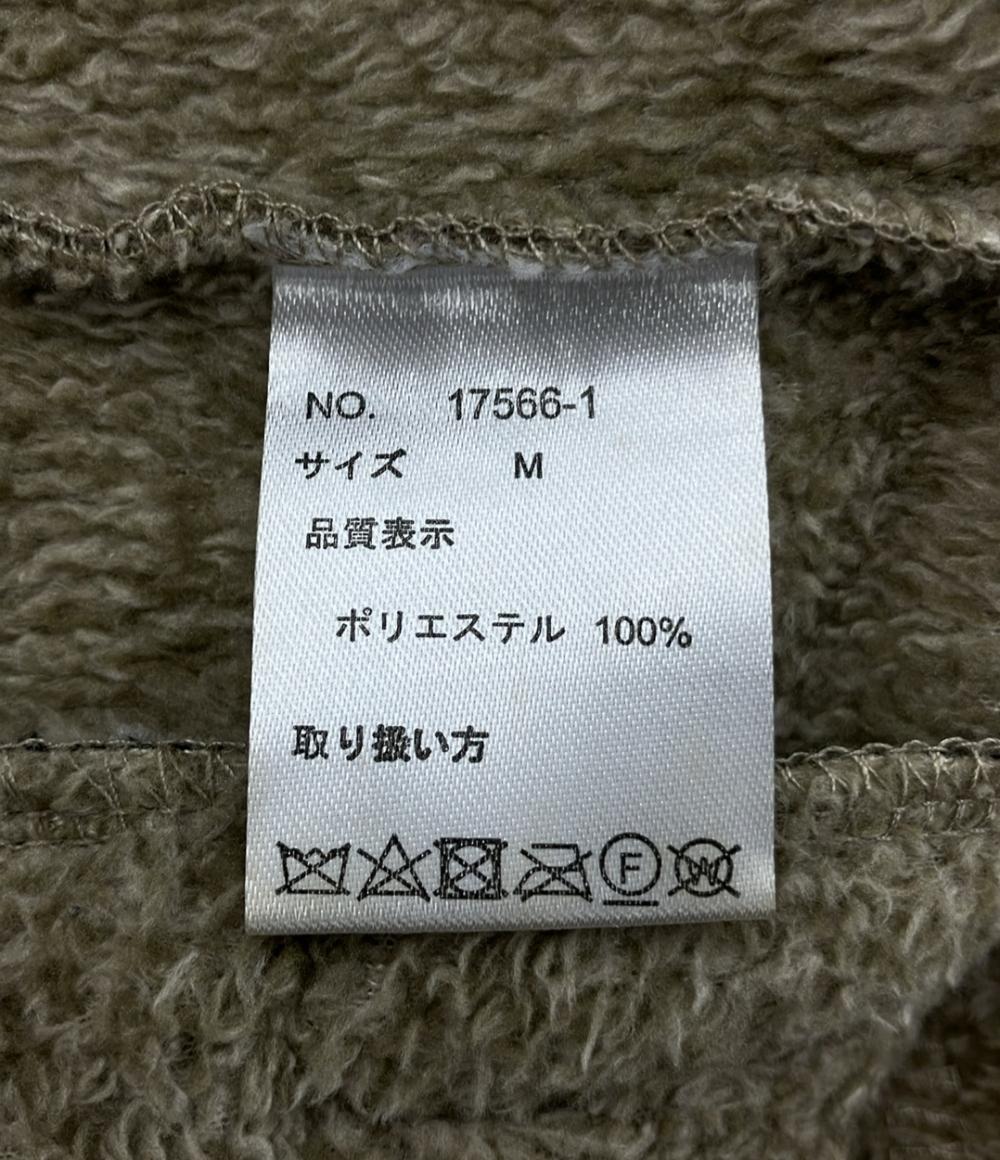 NO. 17566-1
サイズ M
品質表示
ポリエステル 100%
取り扱い方
F W